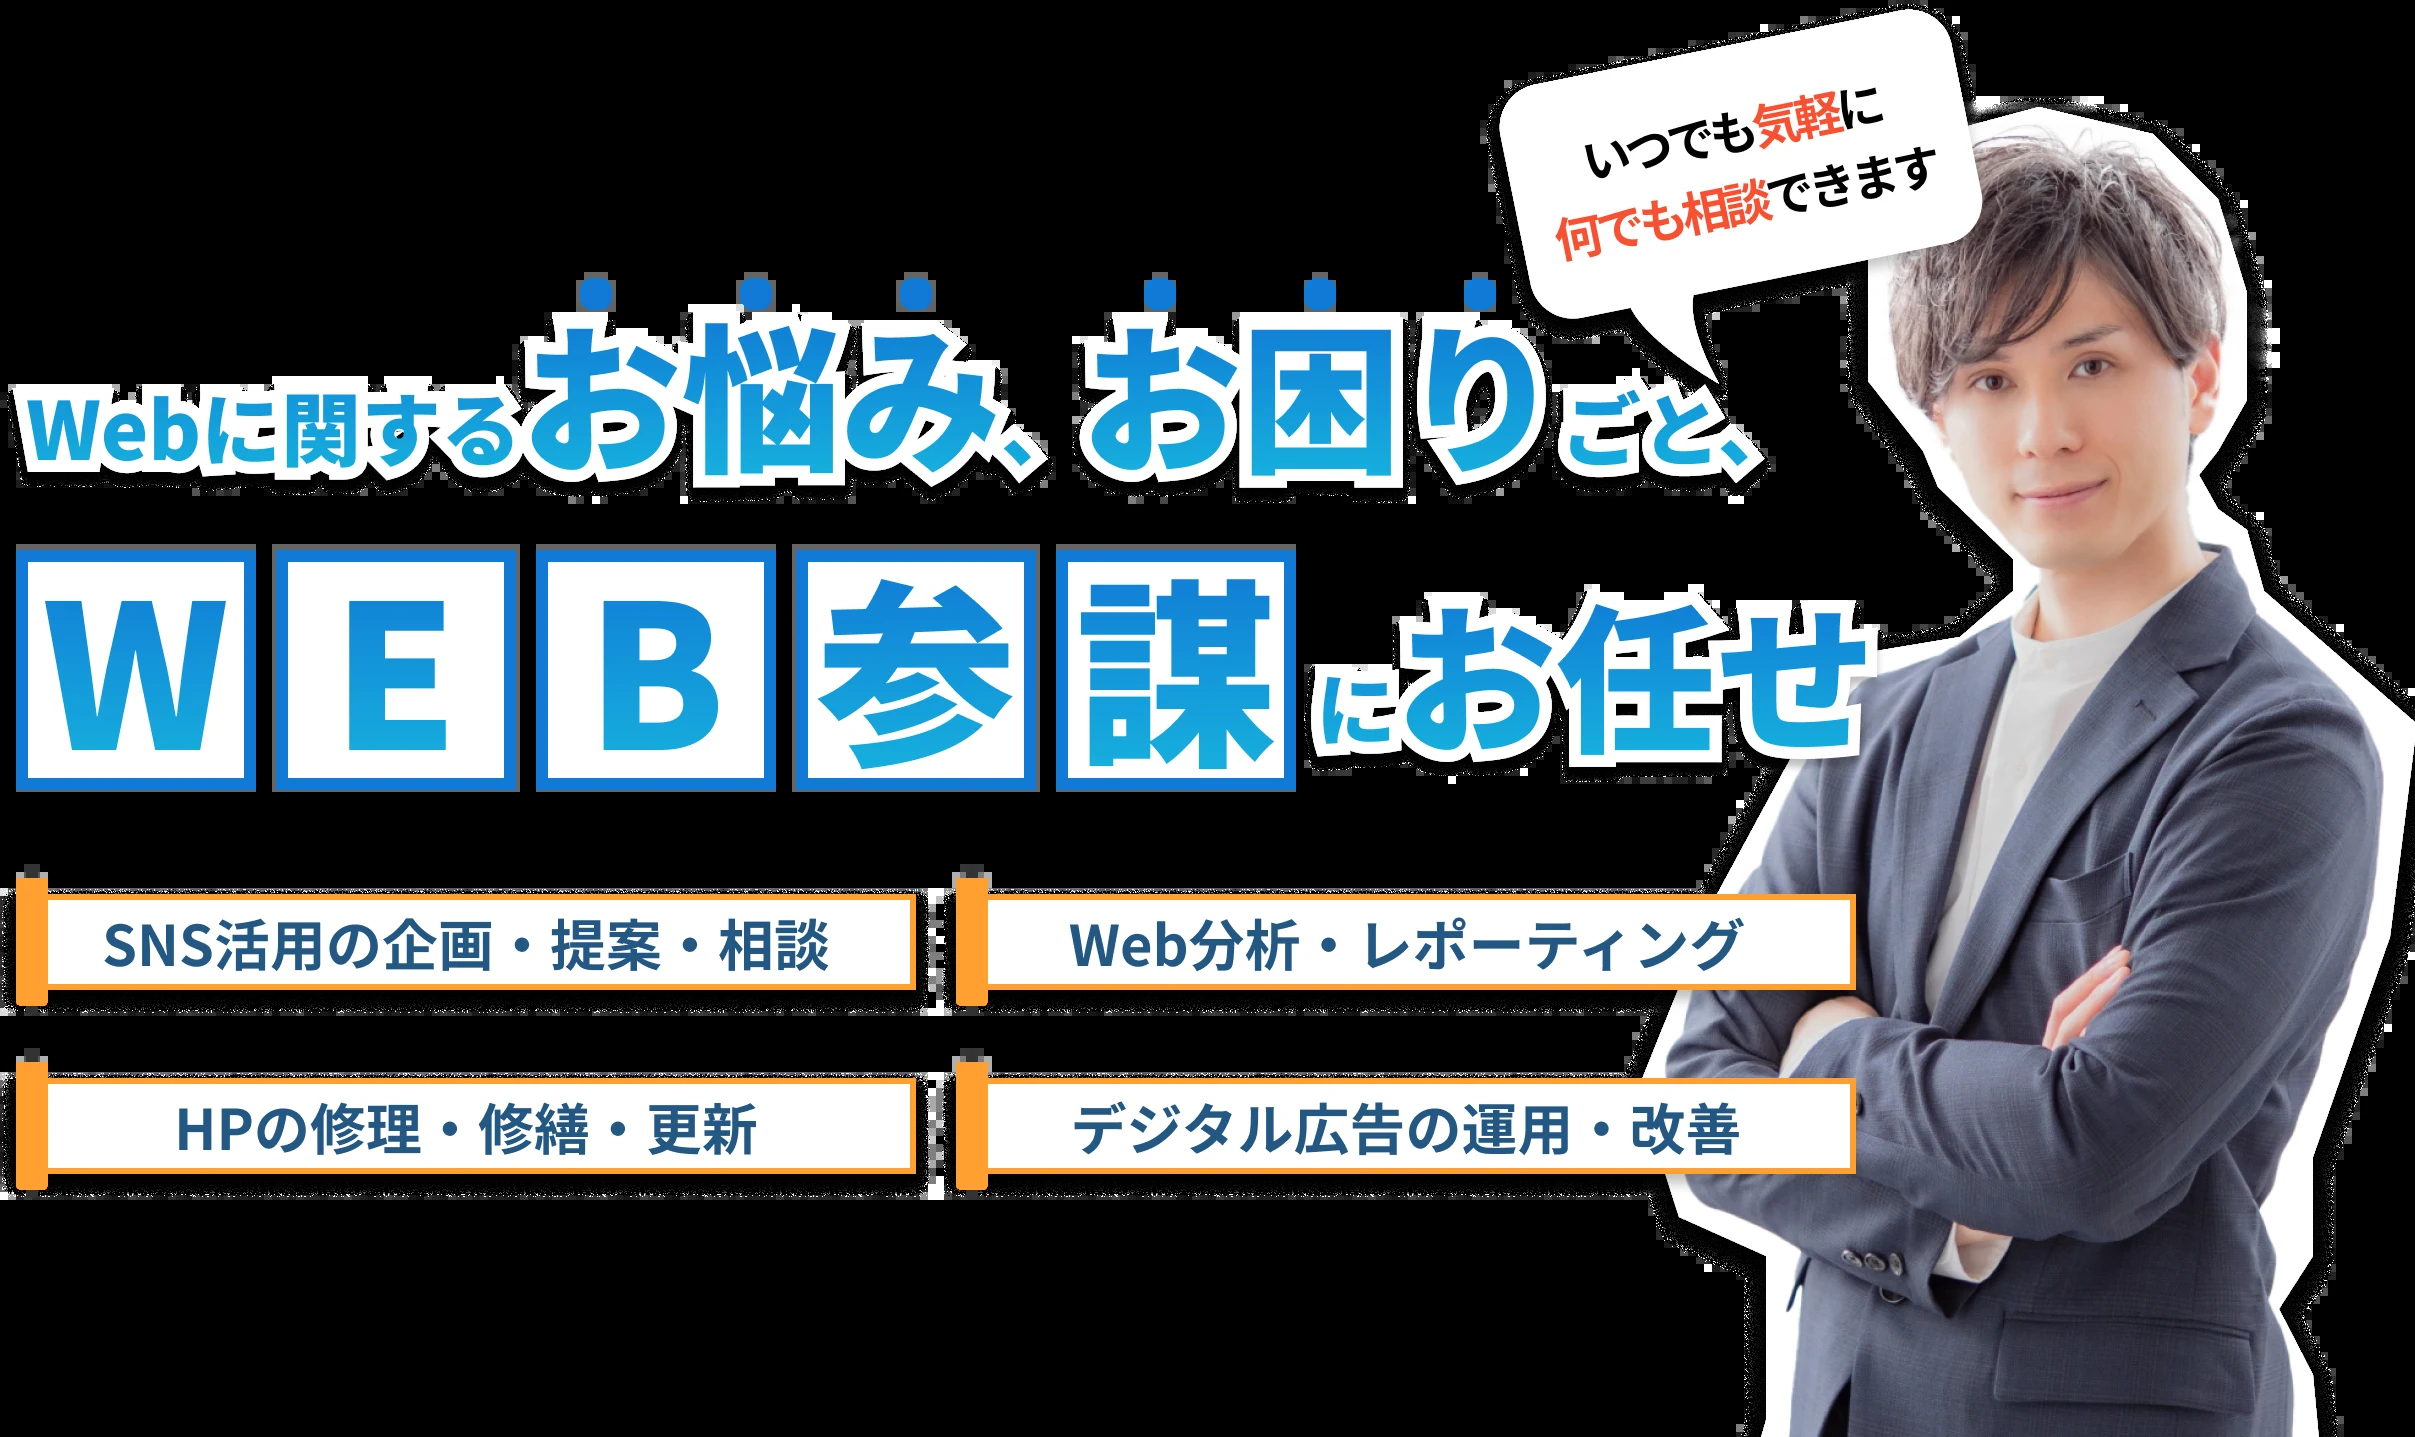 いつでも気軽に
何でも相談できます
Webに関するお悩み、お困りごと、
WEB参謀にお任せ
SNS活用の企画・提案・相談
Web分析・レポーティング
HPの修理・修繕・更新
デジタル広告の運用・改善